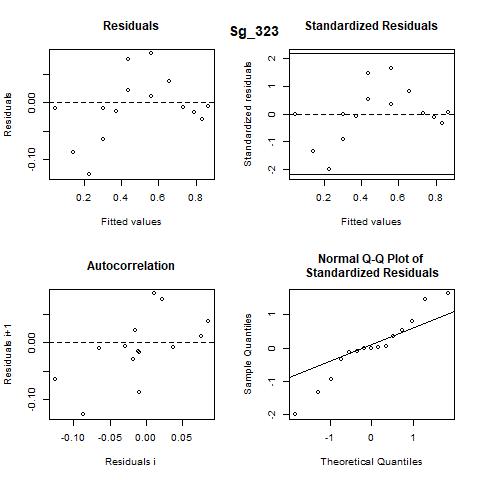 Sg_323
Residuals
Residuals
0.00
-0.10
0.2 0.4 0.6 0.8
Fitted values
Standardized Residuals
Standardized residuals
2
1
0
-1
-2
0.2 0.4 0.6 0.8
Fitted values
Autocorrelation
Residuals i+1
0.00
-0.10
-0.10 -0.05 0.00 0.05
Residuals i
Normal Q-Q Plot of
Standardized Residuals
Sample Quantiles
1
0
-1
-2
-1 0 1
Theoretical Quantiles